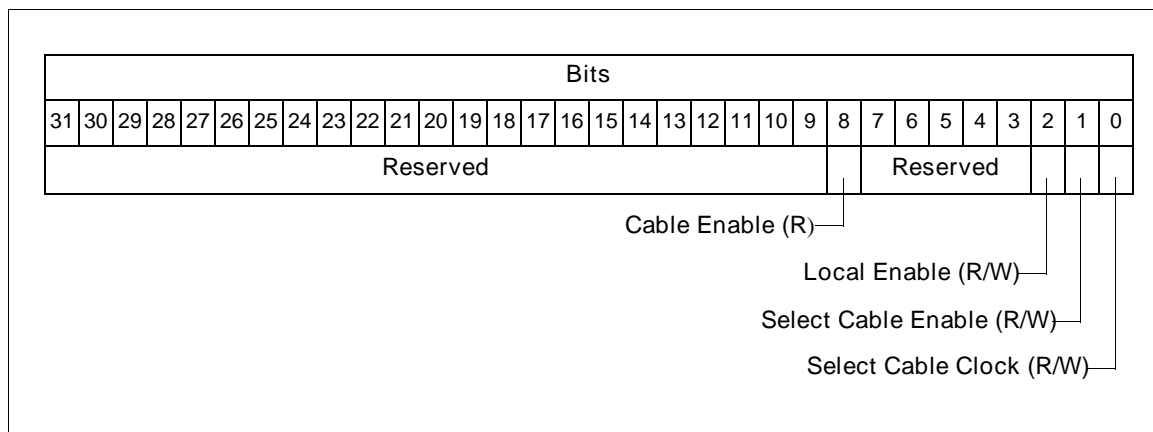 Bits
31 30 29 28 27 26 25 24 23 22 21 20 19 18 17 16 15 14 13 12 11 10 9 8 7 6 5 4 3 2 1 0
Reserved Reserved
Cable Enable (R)
Local Enable (R/W)
Select Cable Enable (R/W)
Select Cable Clock (R/W)